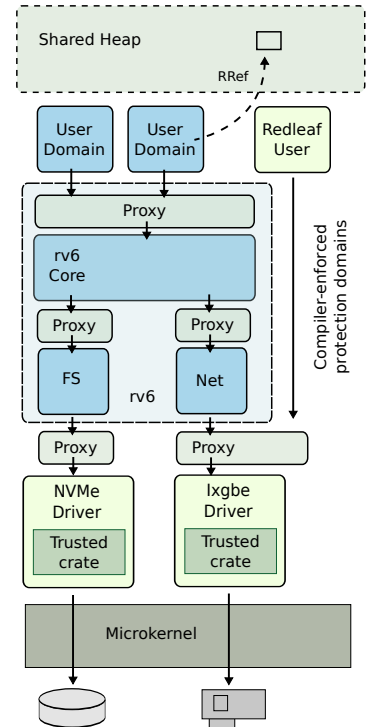 Shared Heap
RRef
User
Domain
User
Domain
Redleaf
User
Proxy
rv6
Core
Proxy
Proxy
FS
Net
rv6
Compiler-enforced
protection domains
Proxy
Proxy
NVMe
Driver
Trusted
crate
Ixgbe
Driver
Trusted
crate
Microkernel